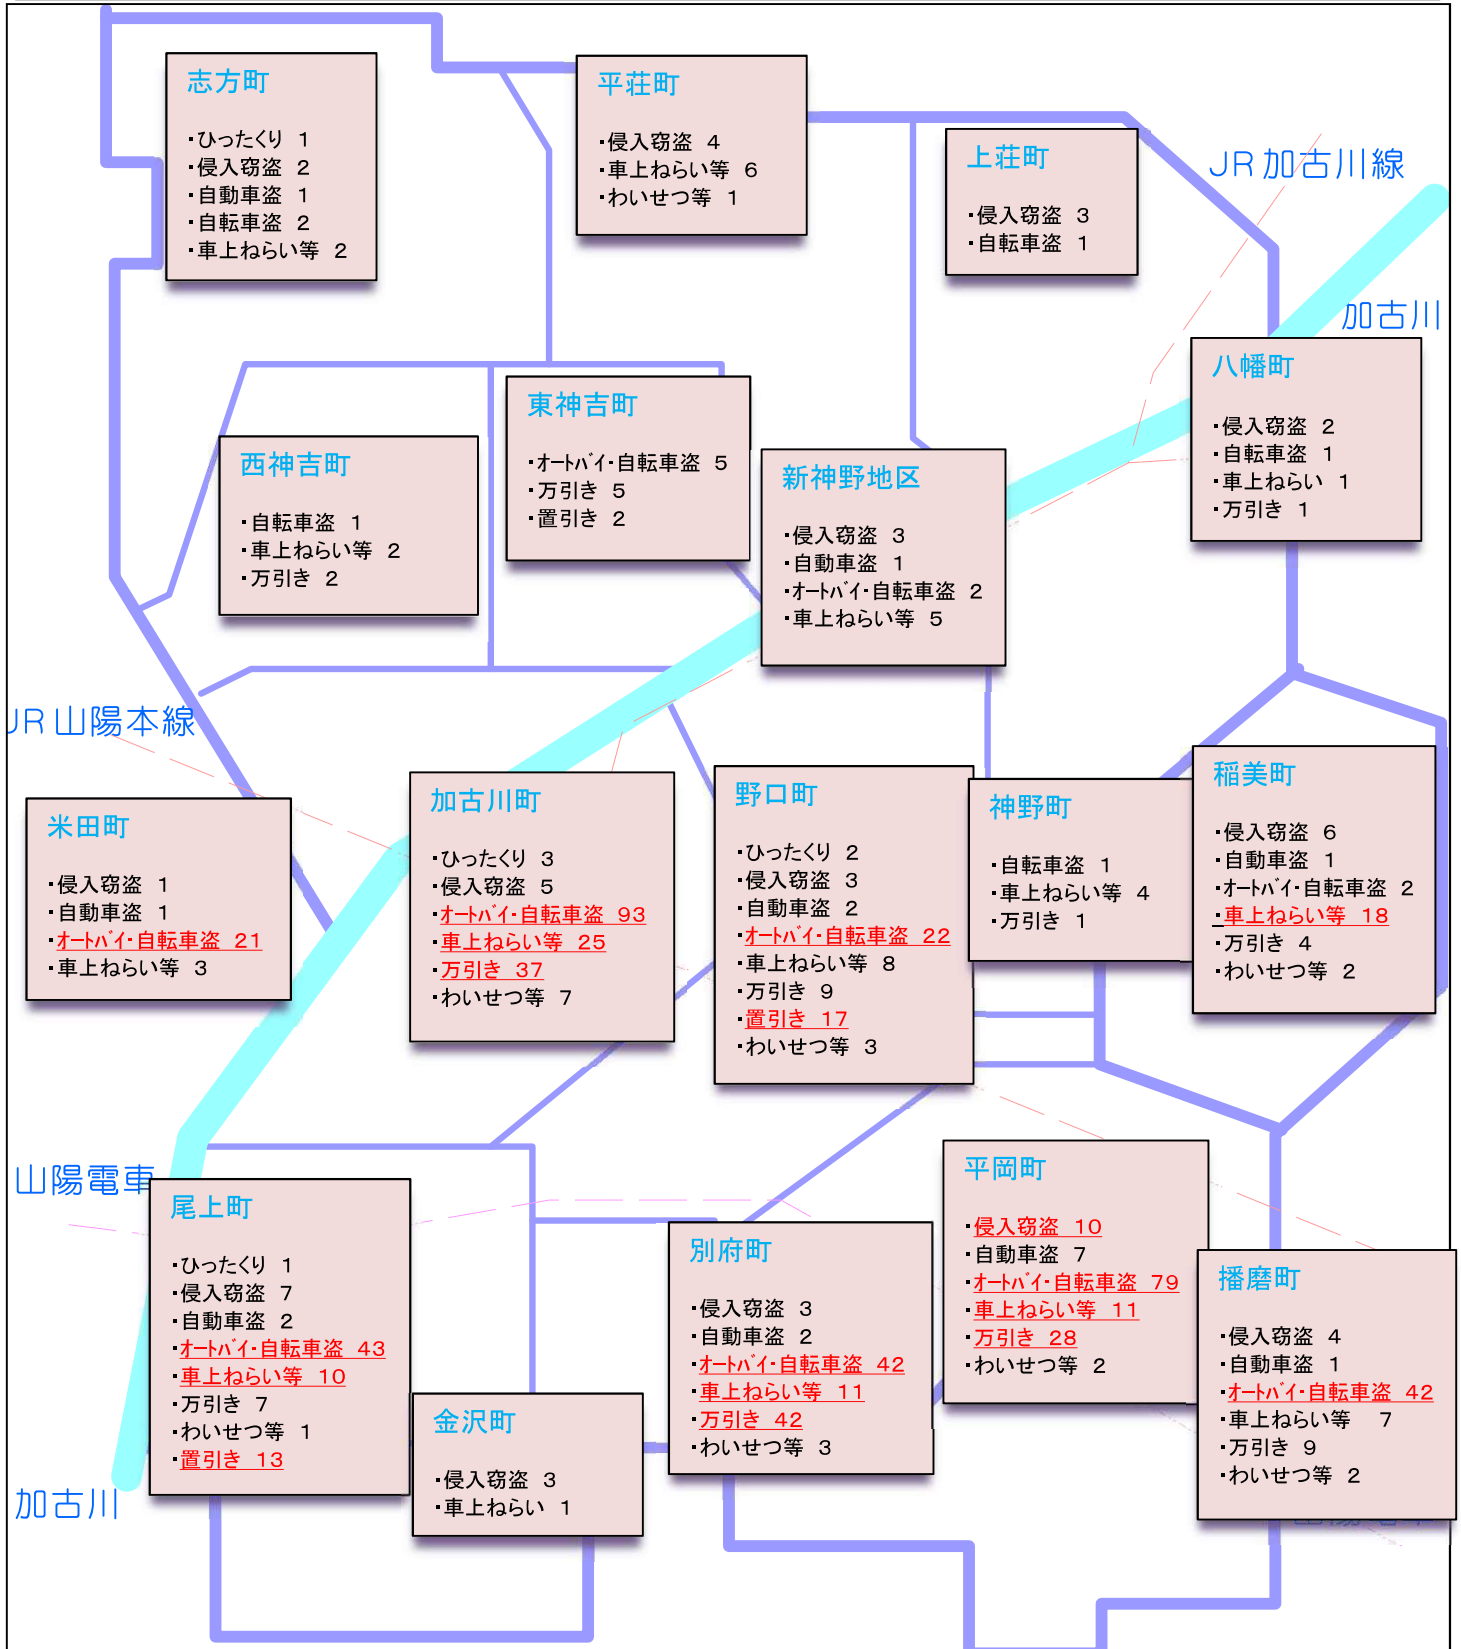 志方町
・ひったくり 1
・侵入窃盗 2
・自動車盗 1
・自転車盗 2
・車上ねらい等 2
平荘町
・侵入窃盗 4
・車上ねらい等 6
・わいせつ等 1
上荘町
・侵入窃盗 3
・自転車盗 1
JR加古川線
加古川
八幡町
・侵入窃盗 2
・自転車盗 1
・車上ねらい 1
・万引き 1
東神吉町
・オートバイ・自転車盗 5
・万引き 5
・置引き 2
西神吉町
・自転車盗 1
・車上ねらい等 2
・万引き 2
新神野地区
・侵入窃盗 3
・自動車盗 1
・オートバイ・自転車盗 2
・車上ねらい等 5
JR山陽本線
米田町
・侵入窃盗 1
・自動車盗 1
・オートバイ・自転車盗 21
・車上ねらい等 3
加古川町
・ひったくり 3
・侵入窃盗 5
・オートバイ・自転車盗 93
・車上ねらい等 25
・万引き 37
・わいせつ等 7
野口町
・ひったくり 2
・侵入窃盗 3
・自動車盗 2
・オートバイ・自転車盗 22
・車上ねらい等 8
・万引き 9
・置引き 17
・わいせつ等 3
神野町
・自転車盗 1
・車上ねらい等 4
・万引き 1
稲美町
・侵入窃盗 6
・自動車盗 1
・オートバイ・自転車盗 2
・車上ねらい等 18
・万引き 4
・わいせつ等 2
山陽電車
尾上町
・ひったくり 1
・侵入窃盗 7
・自動車盗 2
・オートバイ・自転車盗 43
・車上ねらい等 10
・万引き 7
・わいせつ等 1
・置引き 13
加古川
金沢町
・侵入窃盗 3
・車上ねらい 1
別府町
・侵入窃盗 3
・自動車盗 2
・オートバイ・自転車盗 42
・車上ねらい等 11
・万引き 42
・わいせつ等 3
平岡町
・侵入窃盗 10
・自動車盗 7
・オートバイ・自転車盗 79
・車上ねらい等 11
・万引き 28
・わいせつ等 2
播磨町
・侵入窃盗 4
・自動車盗 1
・オートバイ・自転車盗 42
・車上ねらい等 7
・万引き 9
・わいせつ等 2